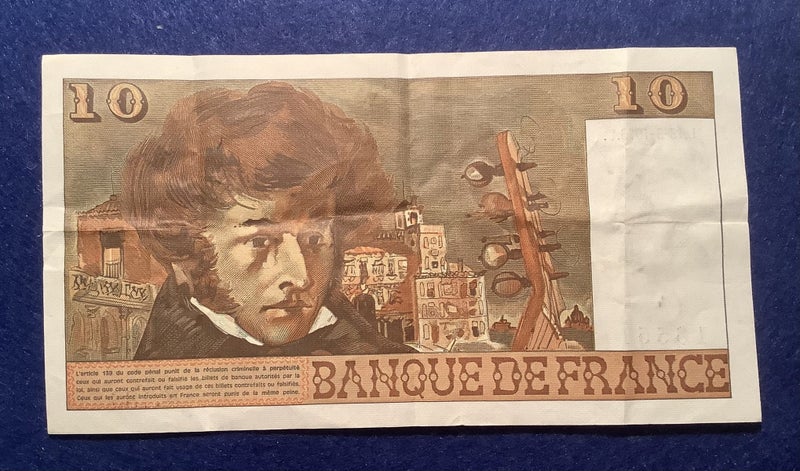 10
10
L'article 139 du code pénal punit de la réclusion criminelle à perpétuité
ceux qui auront contrefait ou falsifié les billets de banque autorisés par la
loi, ainsi que ceux qui auront fait usage de ces billets contrefaits ou falsifiés.
Ceux qui les auront introduits en France seront punis de la même peine.
BANQUE DE FRANCE